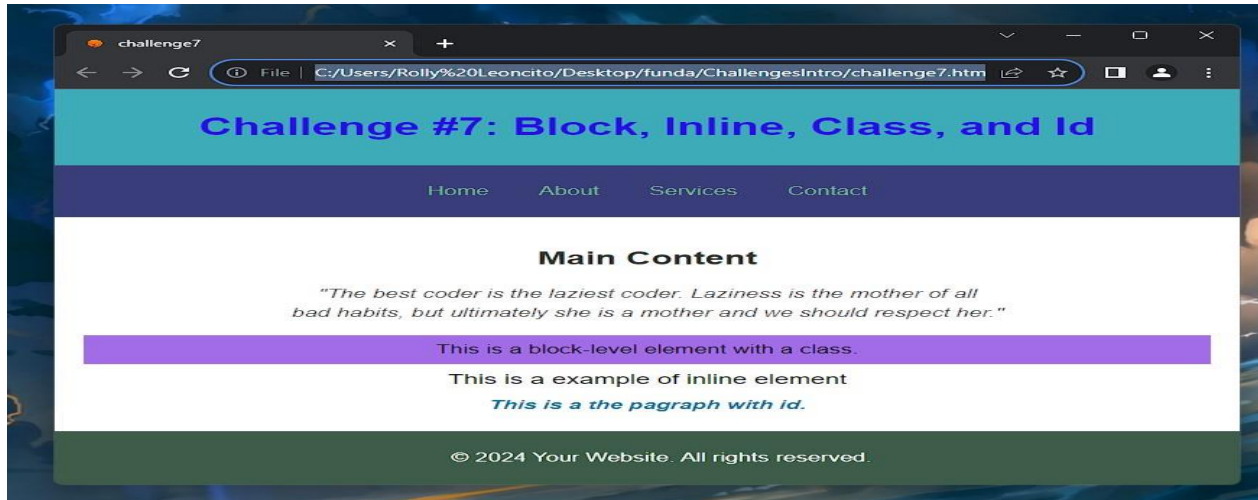 challenge7
File | C:/Users/Rolly%20Leoncito/Desktop/funda/ChallengesIntro/challenge7.htm
Challenge #7: Block, Inline, Class, and Id
Home About Services Contact
Main Content
"The best coder is the laziest coder. Laziness is the mother of all
bad habits, but ultimately she is a mother and we should respect her."
This is a block-level element with a class.
This is a example of inline element
This is a the pagraph with id.
© 2024 Your Website. All rights reserved.